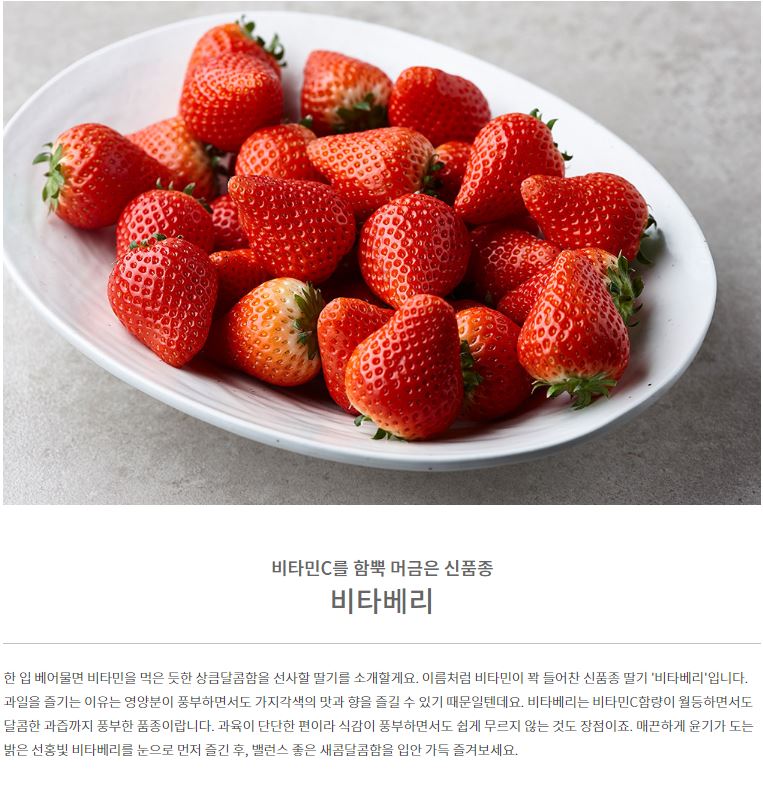 비타민C를 함뿍 머금은 신품종
비타베리
한 입 베어물면 비타민을 먹은 듯한 상큼달콤함을 선사할 딸기를 소개할게요. 이름처럼 비타민이 꽉 들어찬 신품종 딸기 '비타베리'입니다.
과일을 즐기는 이유는 영양분이 풍부하면서도 가지각색의 맛과 향을 즐길 수 있기 때문일텐데요. 비타베리는 비타민C함량이 월등하면서도
달콤한 과즙까지 풍부한 품종이랍니다. 과육이 단단한 편이라 식감이 풍부하면서도 쉽게 무르지 않는 것도 장점이죠. 매끈하게 윤기가 도는
밝은 선홍빛 비타베리를 눈으로 먼저 즐긴 후, 밸런스 좋은 새콤달콤함을 입안 가득 즐겨보세요.